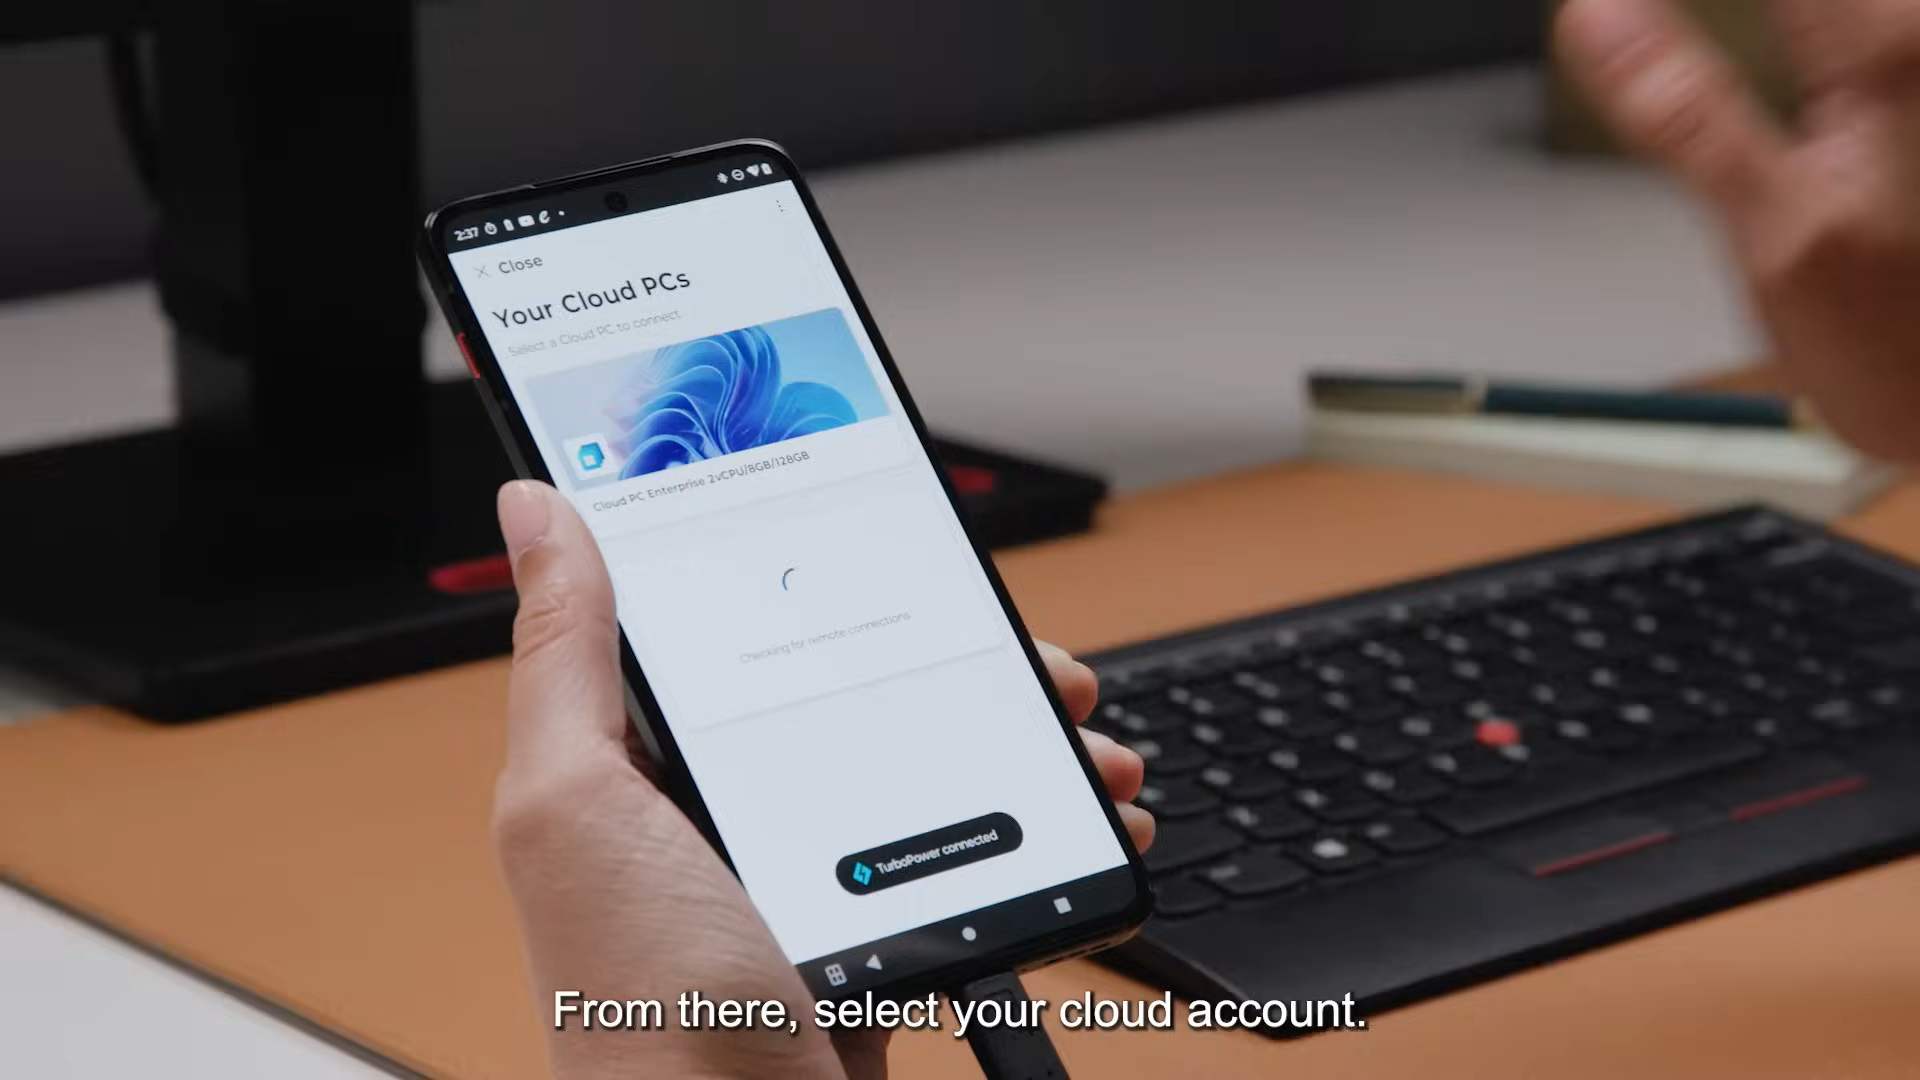 2:37
Close
Your Cloud PCs
Select a Cloud PC to connect.
Cloud PC Enterprise 2vCPU/8GB/128GB
Checking for remote connections
TurboPower connected
From there, select your cloud account.